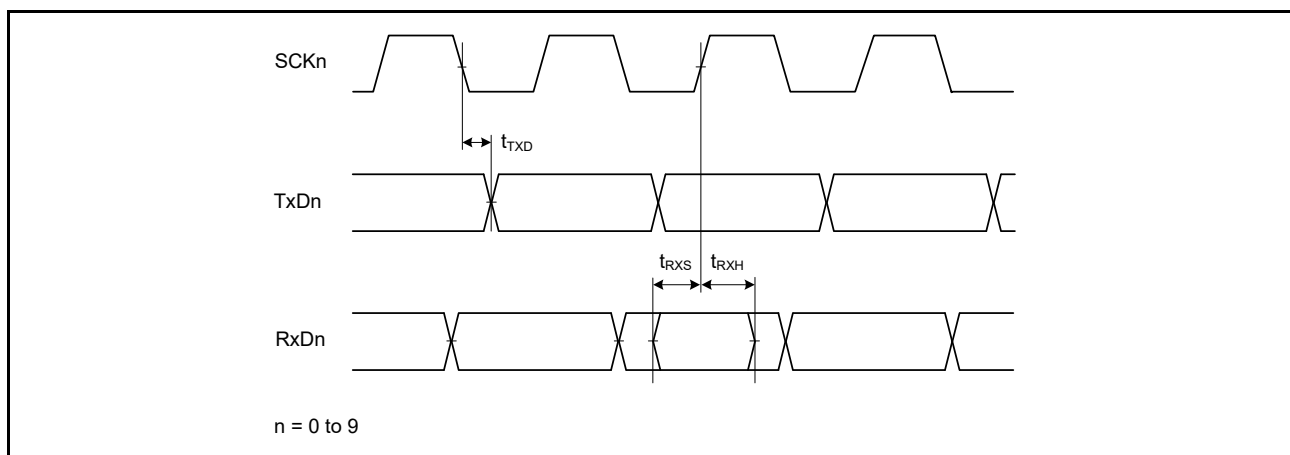 SCKn
tTXD
TxDn
tRXS tRXH
RxDn
n = 0 to 9